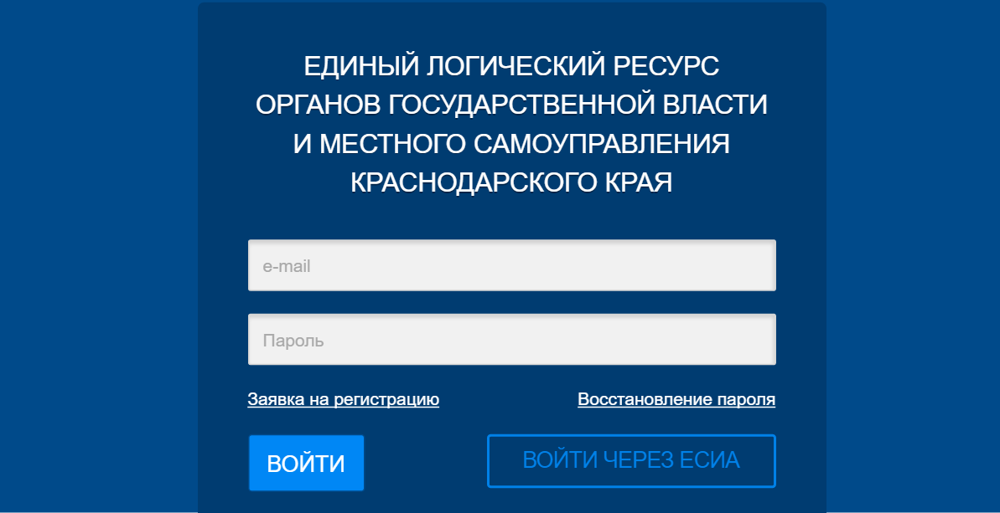 ЕДИНЫЙ ЛОГИЧЕСКИЙ РЕСУРС
ОРГАНОВ ГОСУДАРСТВЕННОЙ ВЛАСТИ
И МЕСТНОГО САМОУПРАВЛЕНИЯ
КРАСНОДАРСКОГО КРАЯ
e-mail
Пароль
Заявка на регистрацию
Восстановление пароля
ВОЙТИ
ВОЙТИ ЧЕРЕЗ ЕСИА